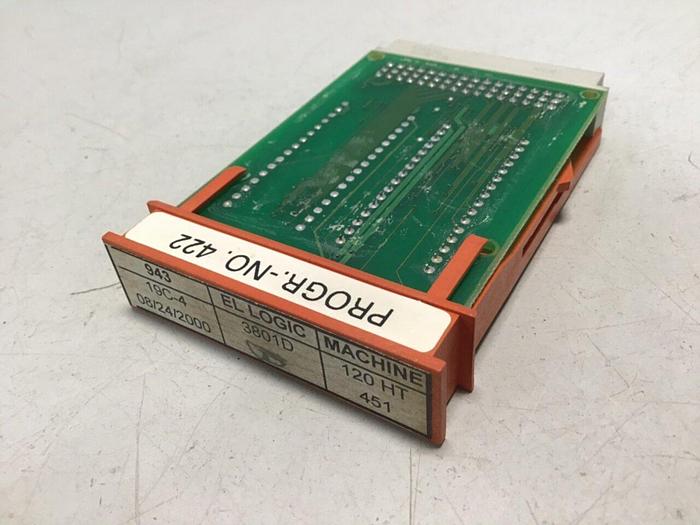 PROGR.-NO. 422
943
19C-4
08/24/2000
EL LOGIC
3801D
MACHINE
120 HT
451